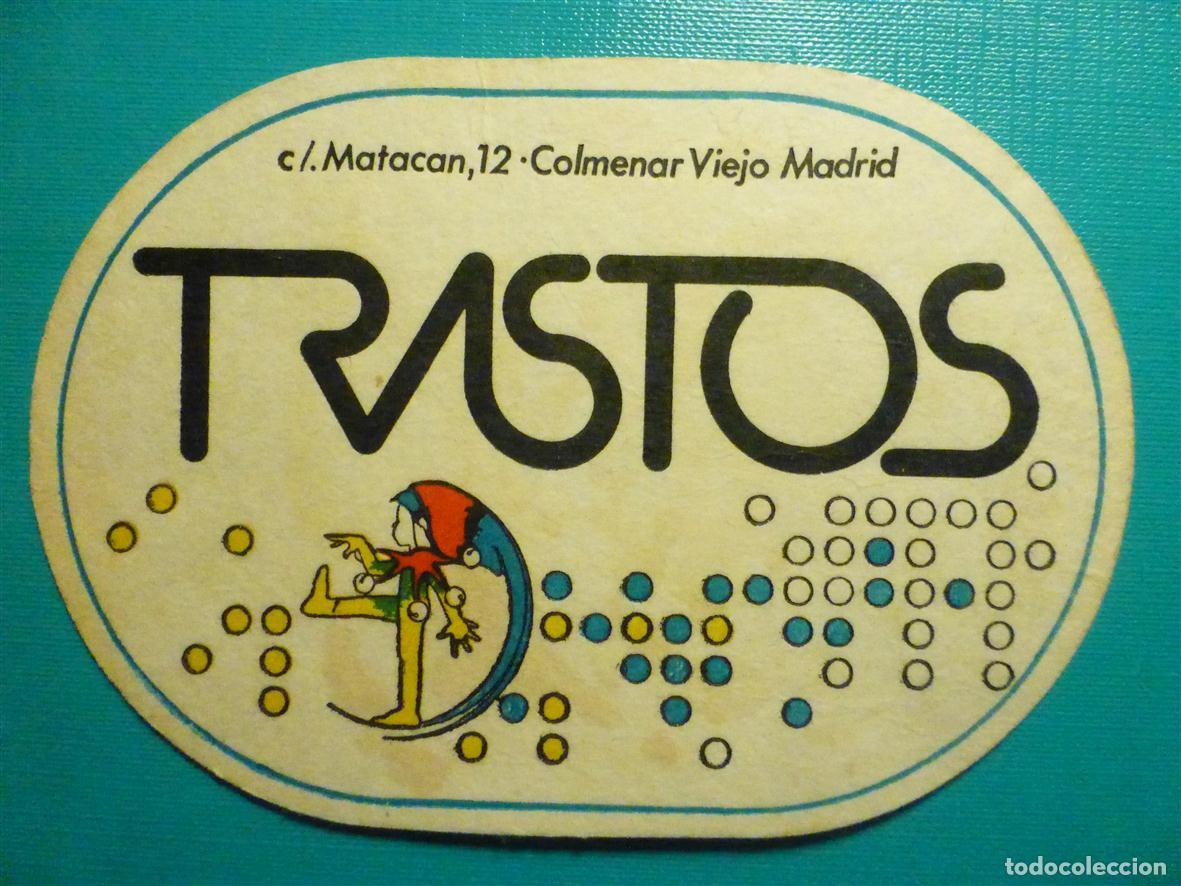 c/. Matacan, 12 · Colmenar Viejo Madrid
TRASTOS
todocoleccion